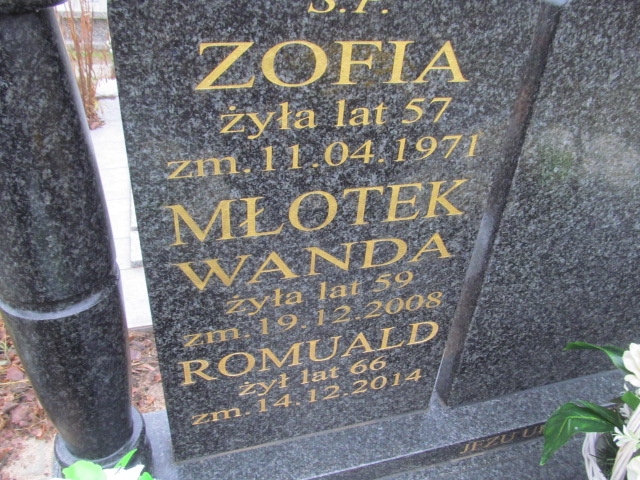 Ś.P.
ZOFIA
żyła lat 57
zm.11.04.1971
MŁOTEK
WANDA
żyła lat 59
zm.19.12.2008
ROMUALD
żył lat 66
zm.14.12.2014
JEZU